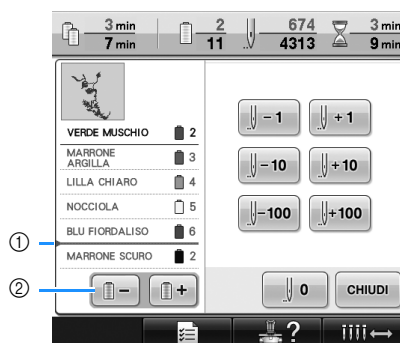 3 min
7 min
2
11
674
4313
3 min
9 min
VERDE MUSCHIO 2
MARRONE
ARGILLA 3
LILLA CHIARO 4
NOCCIOLA 5
BLU FIORDALISO 6
MARRONE SCURO 2
-1
+1
-10
+10
-100
+100
−
+
0
CHIUDI
?
①
②